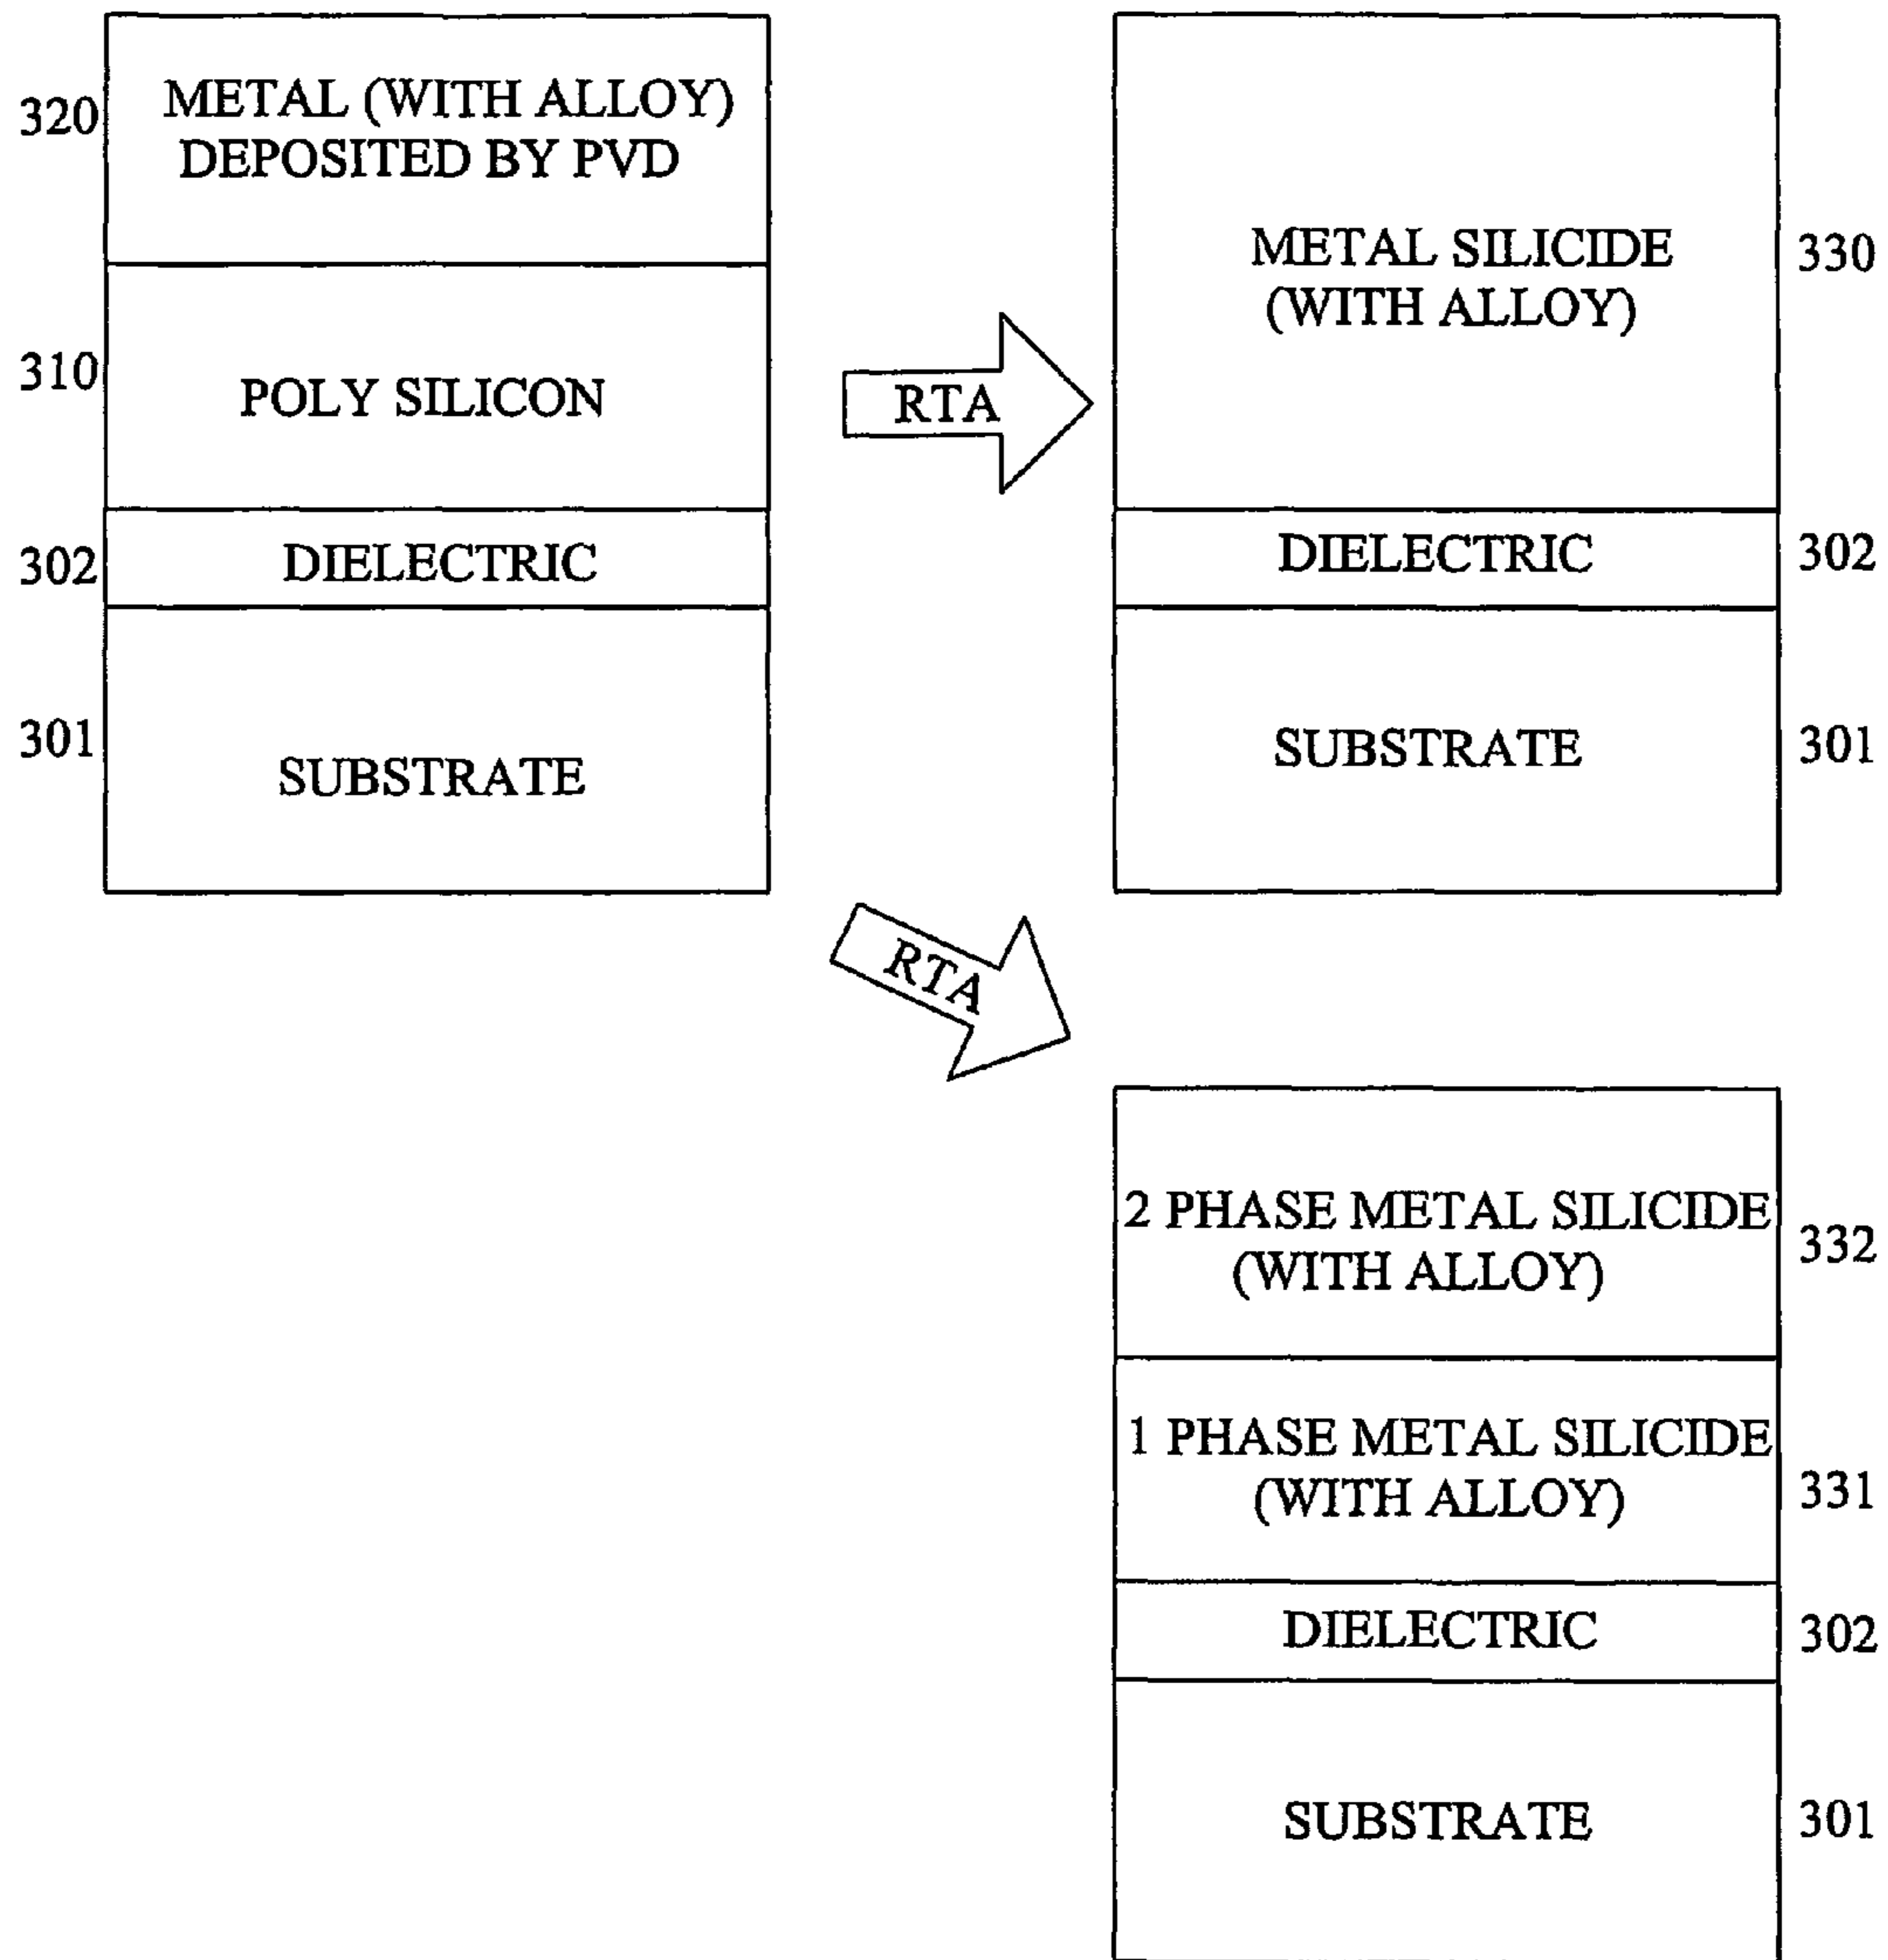 320
METAL (WITH ALLOY)
DEPOSITED BY PVD
310
POLY SILICON
302
DIELECTRIC
301
SUBSTRATE
RTA
METAL SILICIDE
(WITH ALLOY)
330
DIELECTRIC
302
SUBSTRATE
301
RTA
2 PHASE METAL SILICIDE
(WITH ALLOY)
332
1 PHASE METAL SILICIDE
(WITH ALLOY)
331
DIELECTRIC
302
SUBSTRATE
301